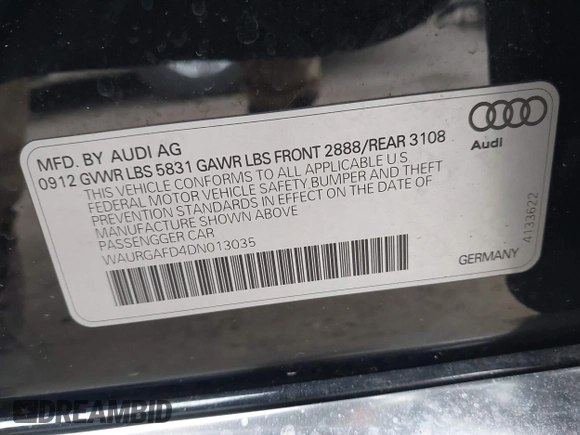 MFD. BY AUDI AG
0912 GVWR LBS 5831 GAWR LBS FRONT 2888/REAR 3108
THIS VEHICLE CONFORMS TO ALL APPLICABLE U.S
FEDERAL MOTOR VEHICLE SAFETY, BUMPER AND THEFT
PREVENTION STANDARDS IN EFFECT ON THE DATE OF
MANUFACTURE SHOWN ABOVE
PASSENGGER CAR
WAURGAFD4DN013035
Audi
4133622
GERMANY
DREAMBID